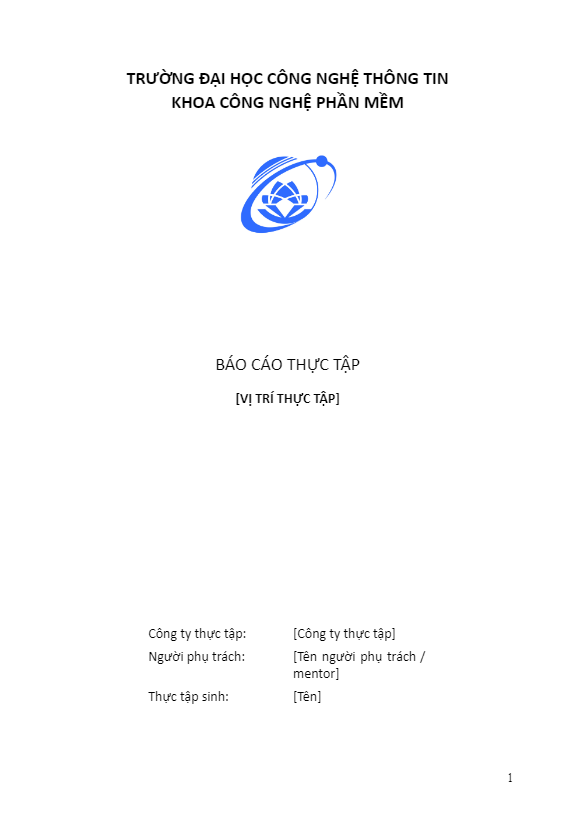 TRƯỜNG ĐẠI HỌC CÔNG NGHỆ THÔNG TIN
KHOA CÔNG NGHỆ PHẦN MỀM
BÁO CÁO THỰC TẬP
[VỊ TRÍ THỰC TẬP]
Công ty thực tập: [Công ty thực tập]
Người phụ trách: [Tên người phụ trách /
mentor]
Thực tập sinh: [Tên]
1